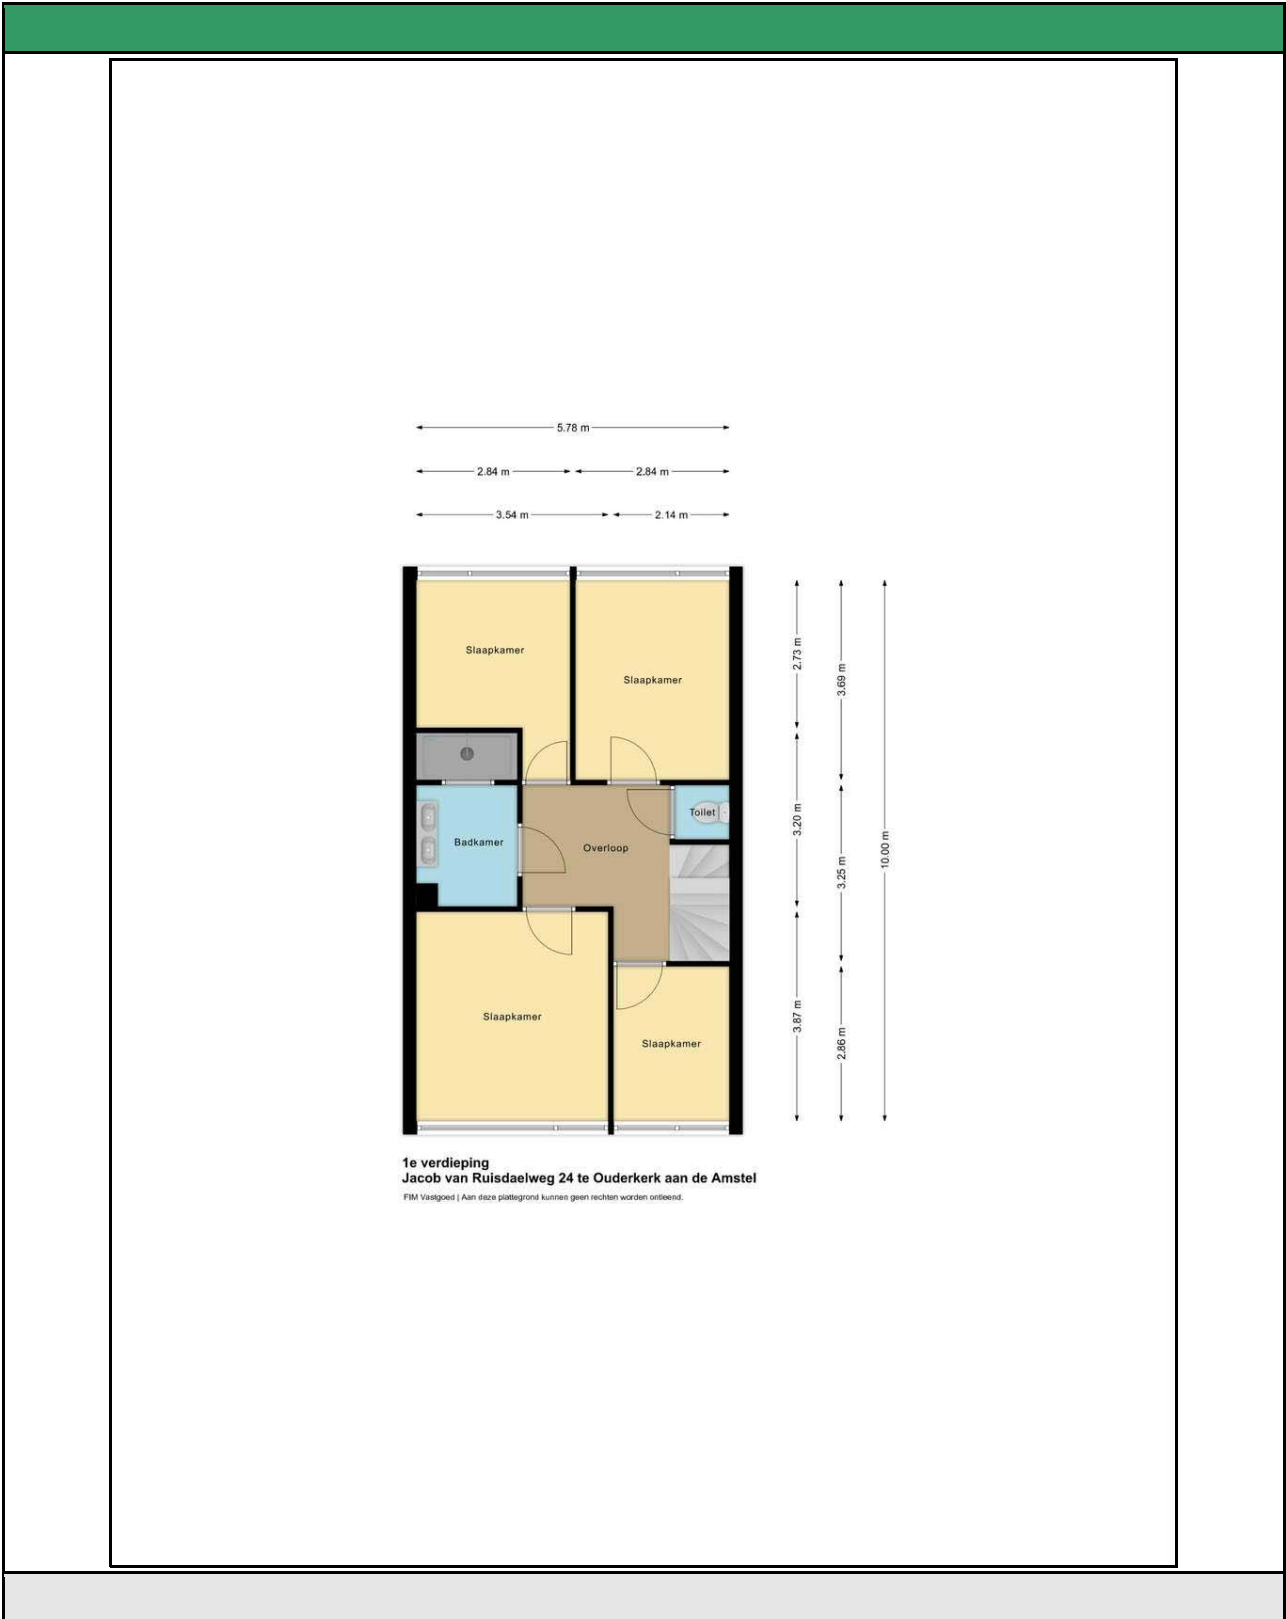 5.78 m
2.84 m 2.84 m
3.54 m 2.14 m
Slaapkamer
Slaapkamer
2.73 m
3.69 m
Toilet
Badkamer
Overloop
3.20 m
3.25 m
10.00 m
Slaapkamer
Slaapkamer
3.87 m
2.86 m
1e verdieping
Jacob van Ruisdaelweg 24 te Ouderkerk aan de Amstel
FIM Vastgoed | Aan deze plattegrond kunnen geen rechten worden ontleend.